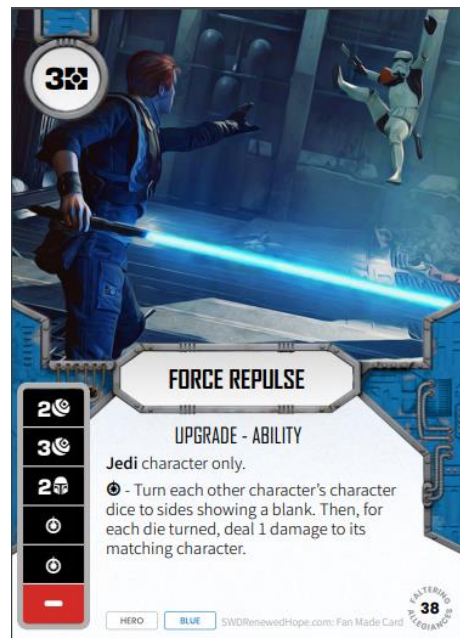 3
FORCE REPULSE
UPGRADE - ABILITY
Jedi character only.
- Turn each other character's character
dice to sides showing a blank. Then, for
each die turned, deal 1 damage to its
matching character.
2
3
2
-
HERO
BLUE
SWDRenewedHope.com: Fan Made Card
FALTERING
38
ALLEGIANCES